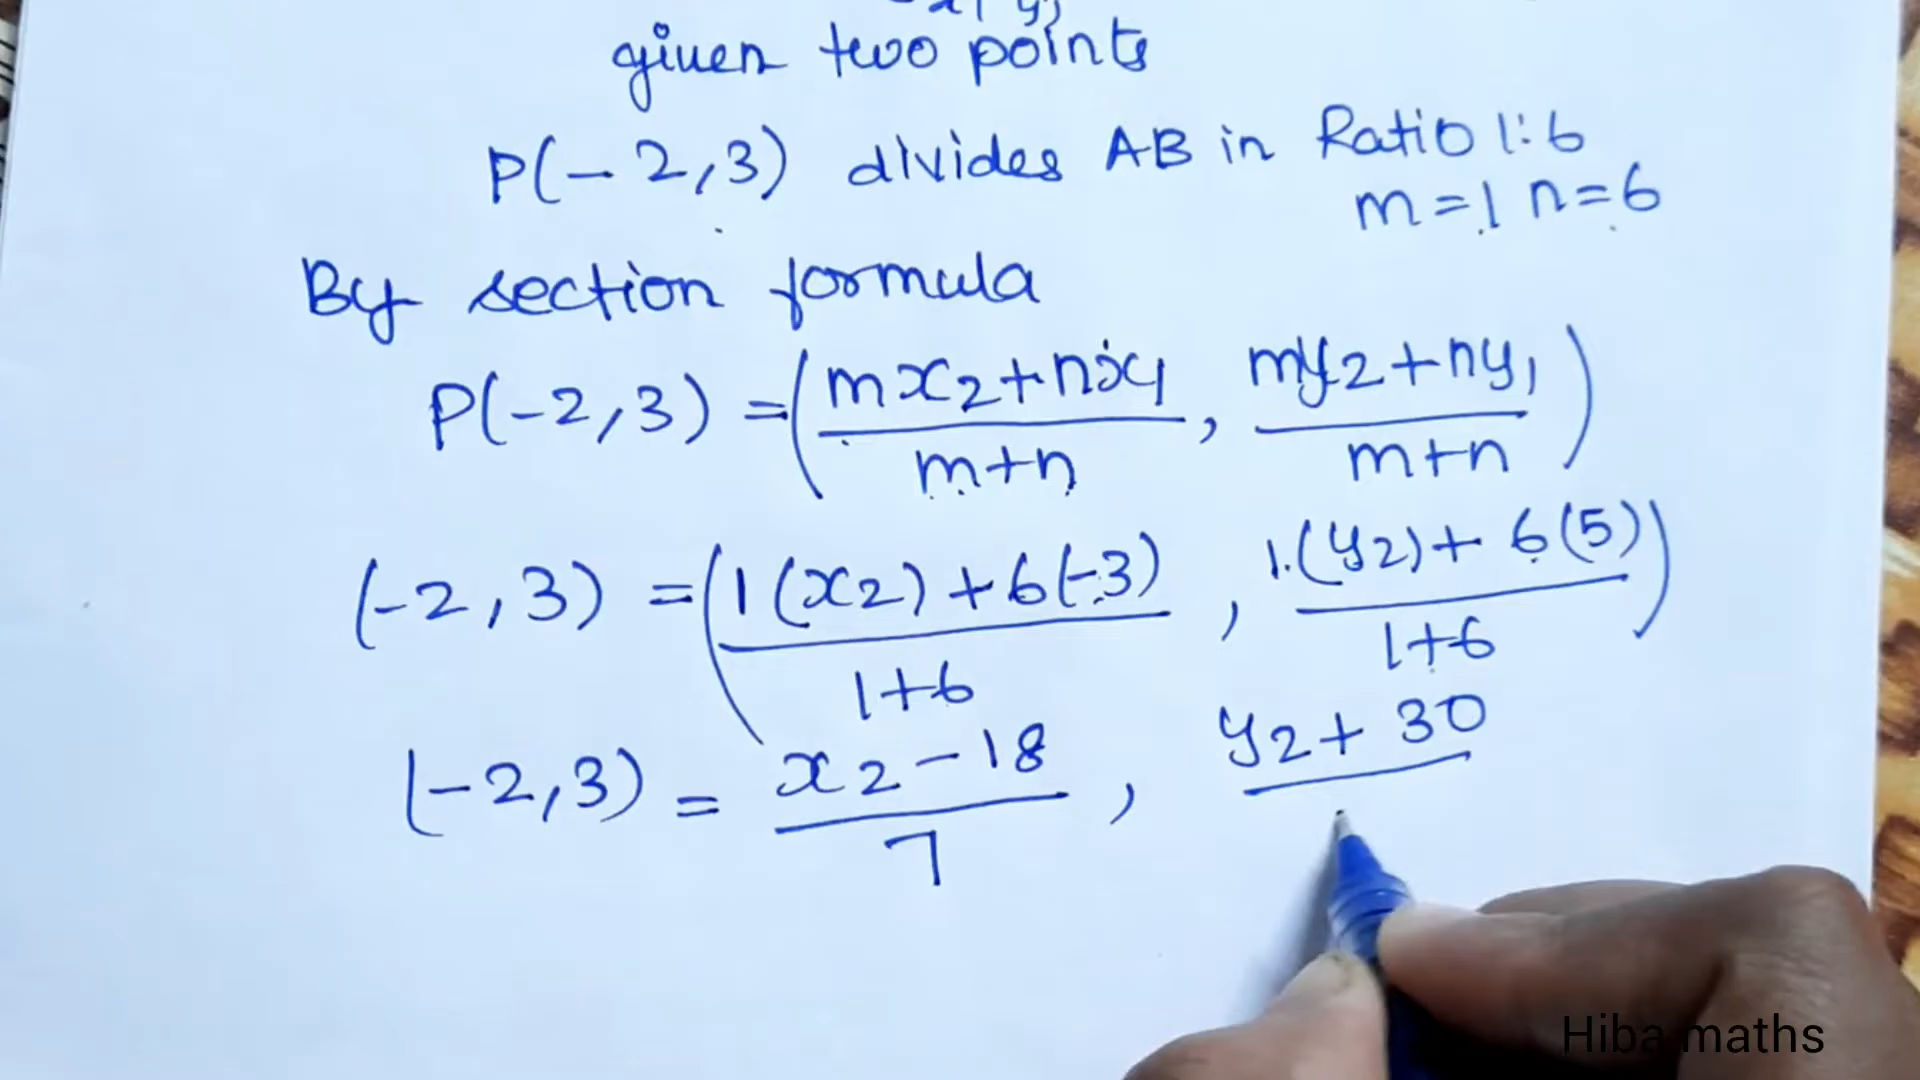 given two points
P(-2,3) divides AB in Ratio 1:6
m=1 n=6
By section formula
P(-2,3) = (mx2+nx1/m+n, my2+ny1/m+n)
(-2,3) = (1(x2)+6(-3)/1+6, 1.(y2)+6(5)/1+6)
(-2,3) = x2-18/7, y2+30
Hiba maths